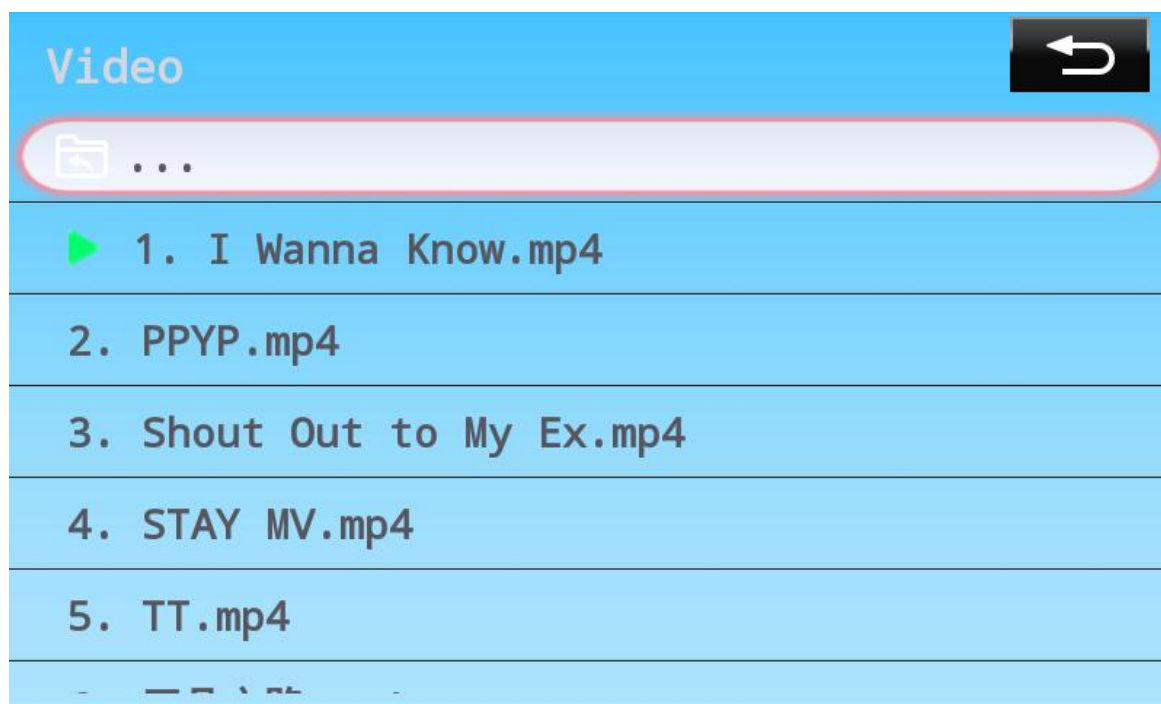 Video
...
1. I Wanna Know.mp4
2. PPYP.mp4
3. Shout Out to My Ex.mp4
4. STAY MV.mp4
5. TT.mp4